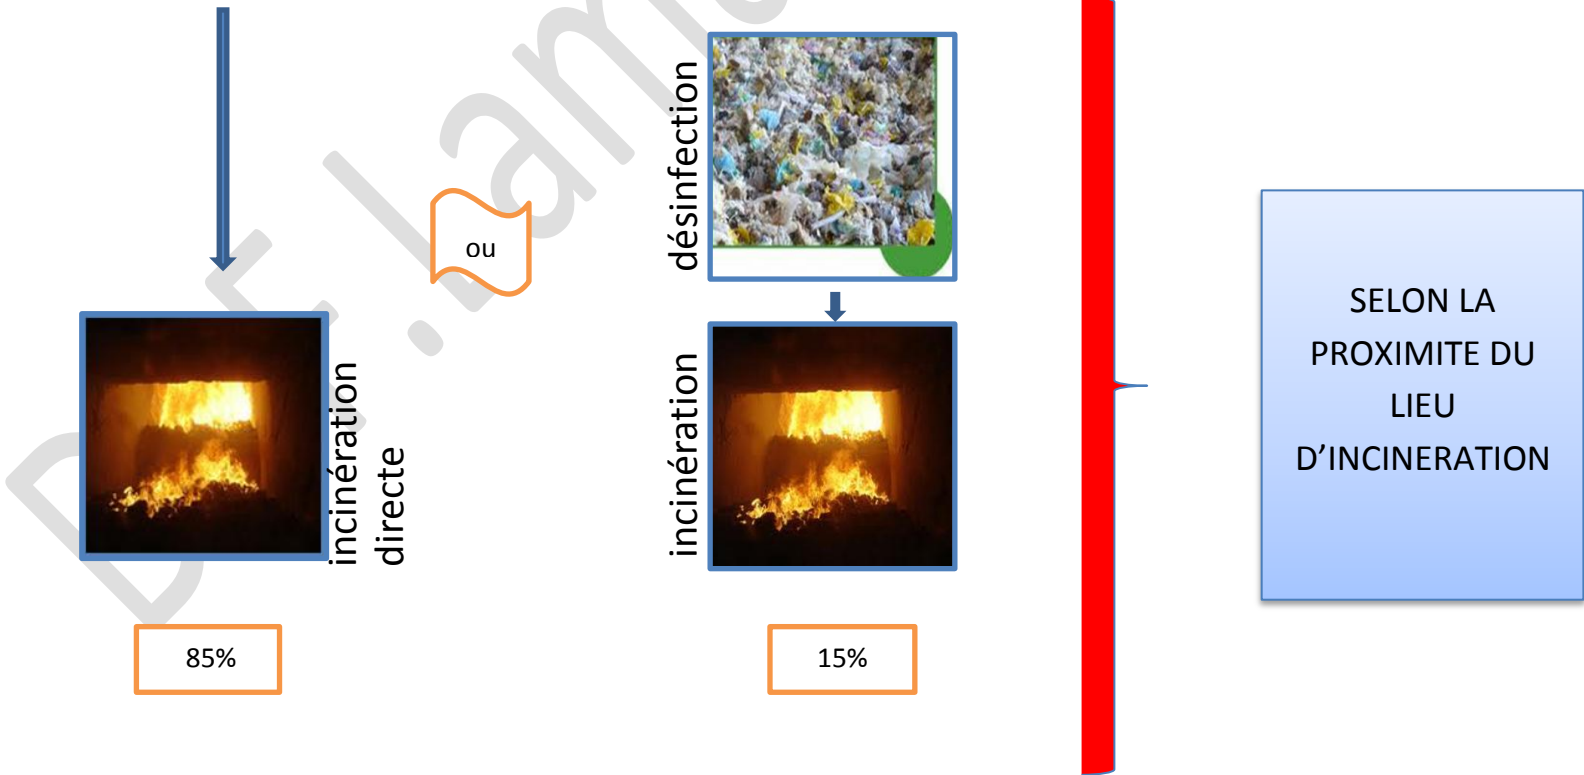 désinfection
ou
incinération
directe
incinération
SELON LA
PROXIMITE DU
LIEU
D’INCINERATION
85%
15%